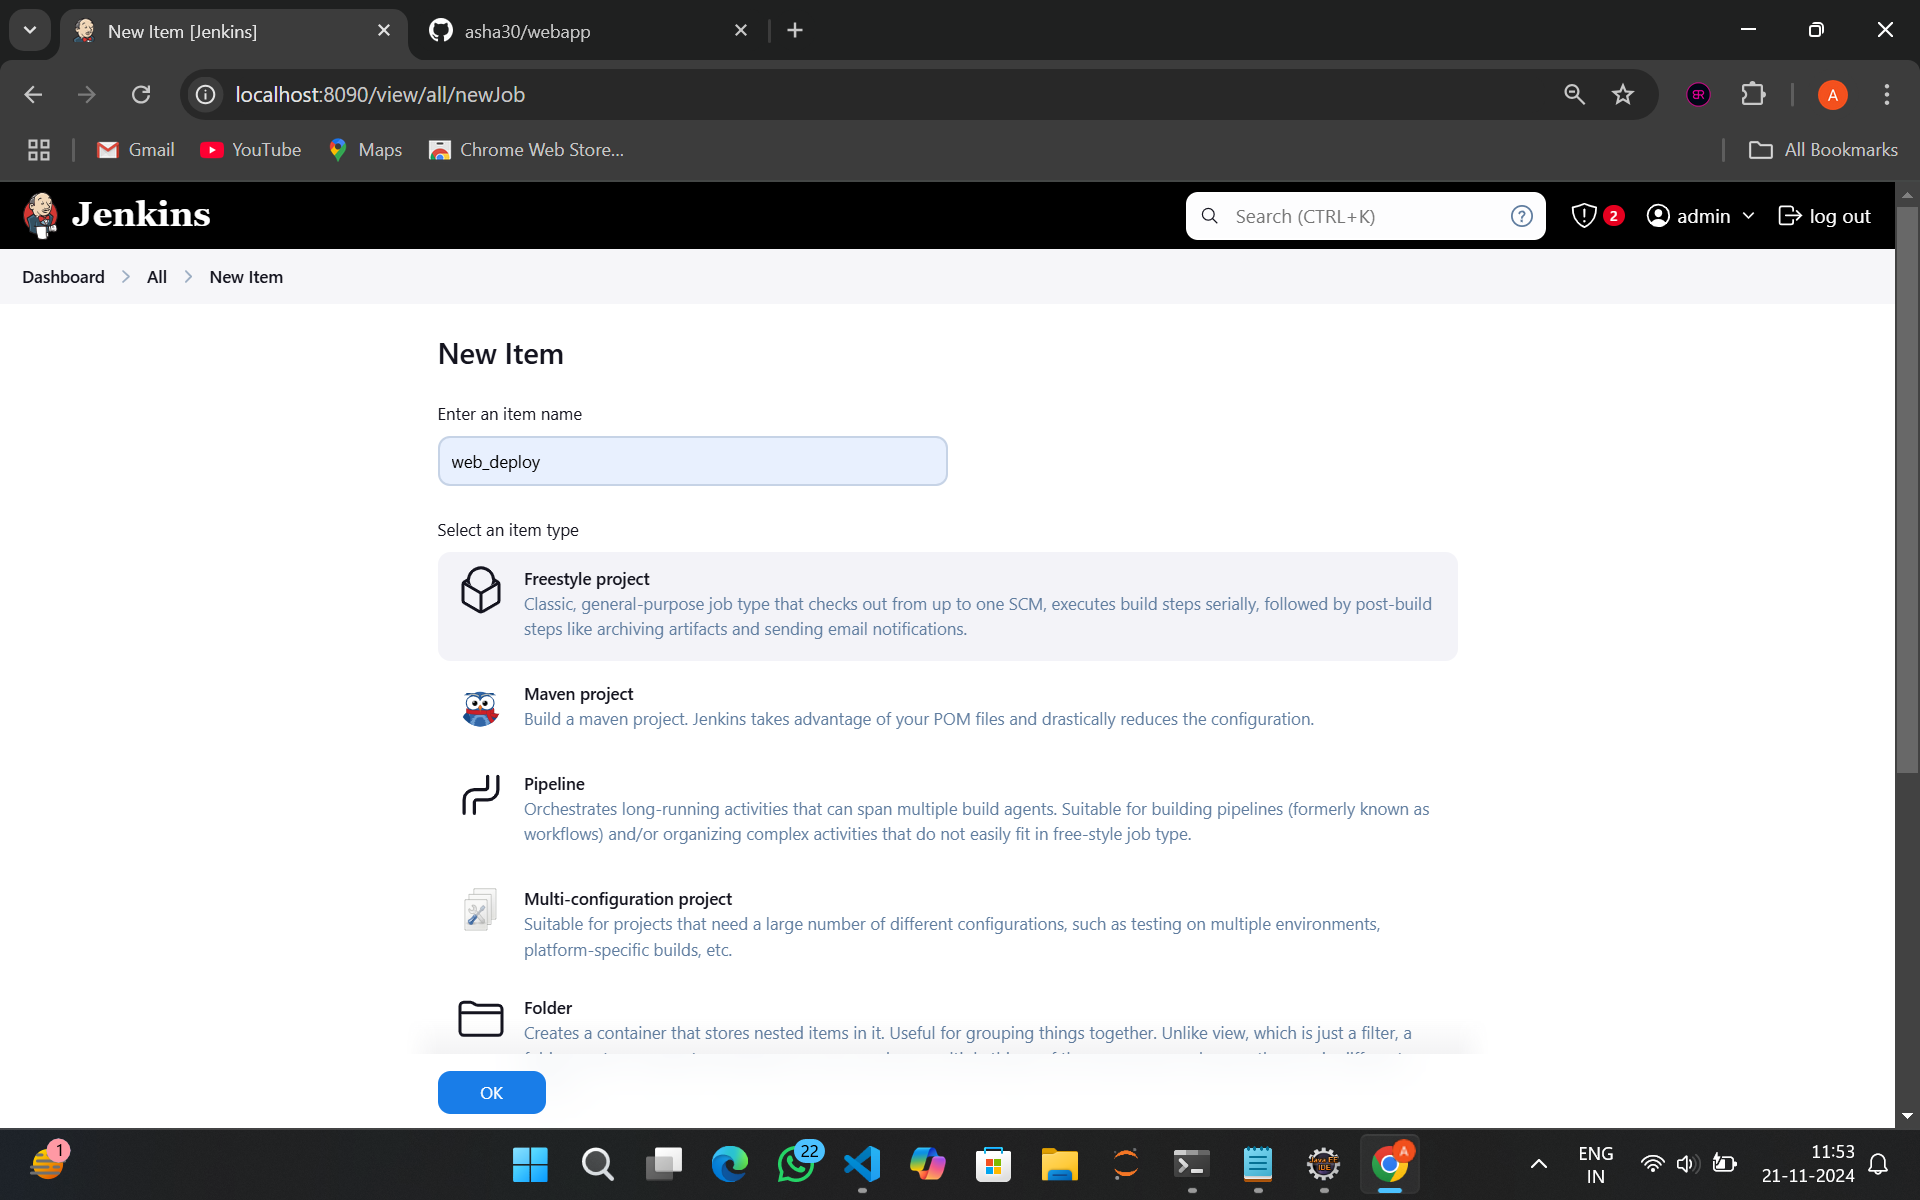 New Item [Jenkins]
asha30/webapp
localhost:8090/view/all/newJob
A
Gmail
YouTube
Maps
Chrome Web Store...
All Bookmarks
Jenkins
Search (CTRL+K)
?
2
admin
log out
Dashboard
All
New Item
New Item
Enter an item name
web_deploy
Select an item type
Freestyle project
Classic, general-purpose job type that checks out from up to one SCM, executes build steps serially, followed by post-build
steps like archiving artifacts and sending email notifications.
Maven project
Build a maven project. Jenkins takes advantage of your POM files and drastically reduces the configuration.
Pipeline
Orchestrates long-running activities that can span multiple build agents. Suitable for building pipelines (formerly known as
workflows) and/or organizing complex activities that do not easily fit in free-style job type.
Multi-configuration project
Suitable for projects that need a large number of different configurations, such as testing on multiple environments,
platform-specific builds, etc.
Folder
Creates a container that stores nested items in it. Useful for grouping things together. Unlike view, which is just a filter, a
OK
1
22
A
ENG
IN
11:53
21-11-2024